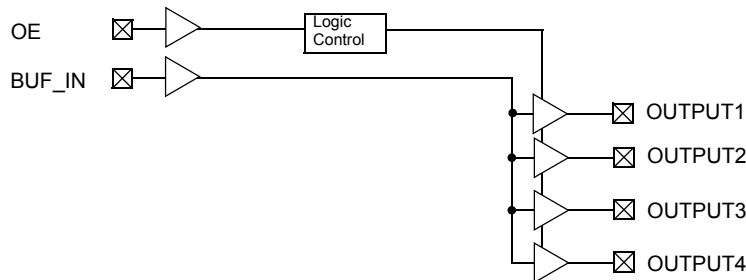 OE
Logic
Control
BUF_IN
OUTPUT1
OUTPUT2
OUTPUT3
OUTPUT4